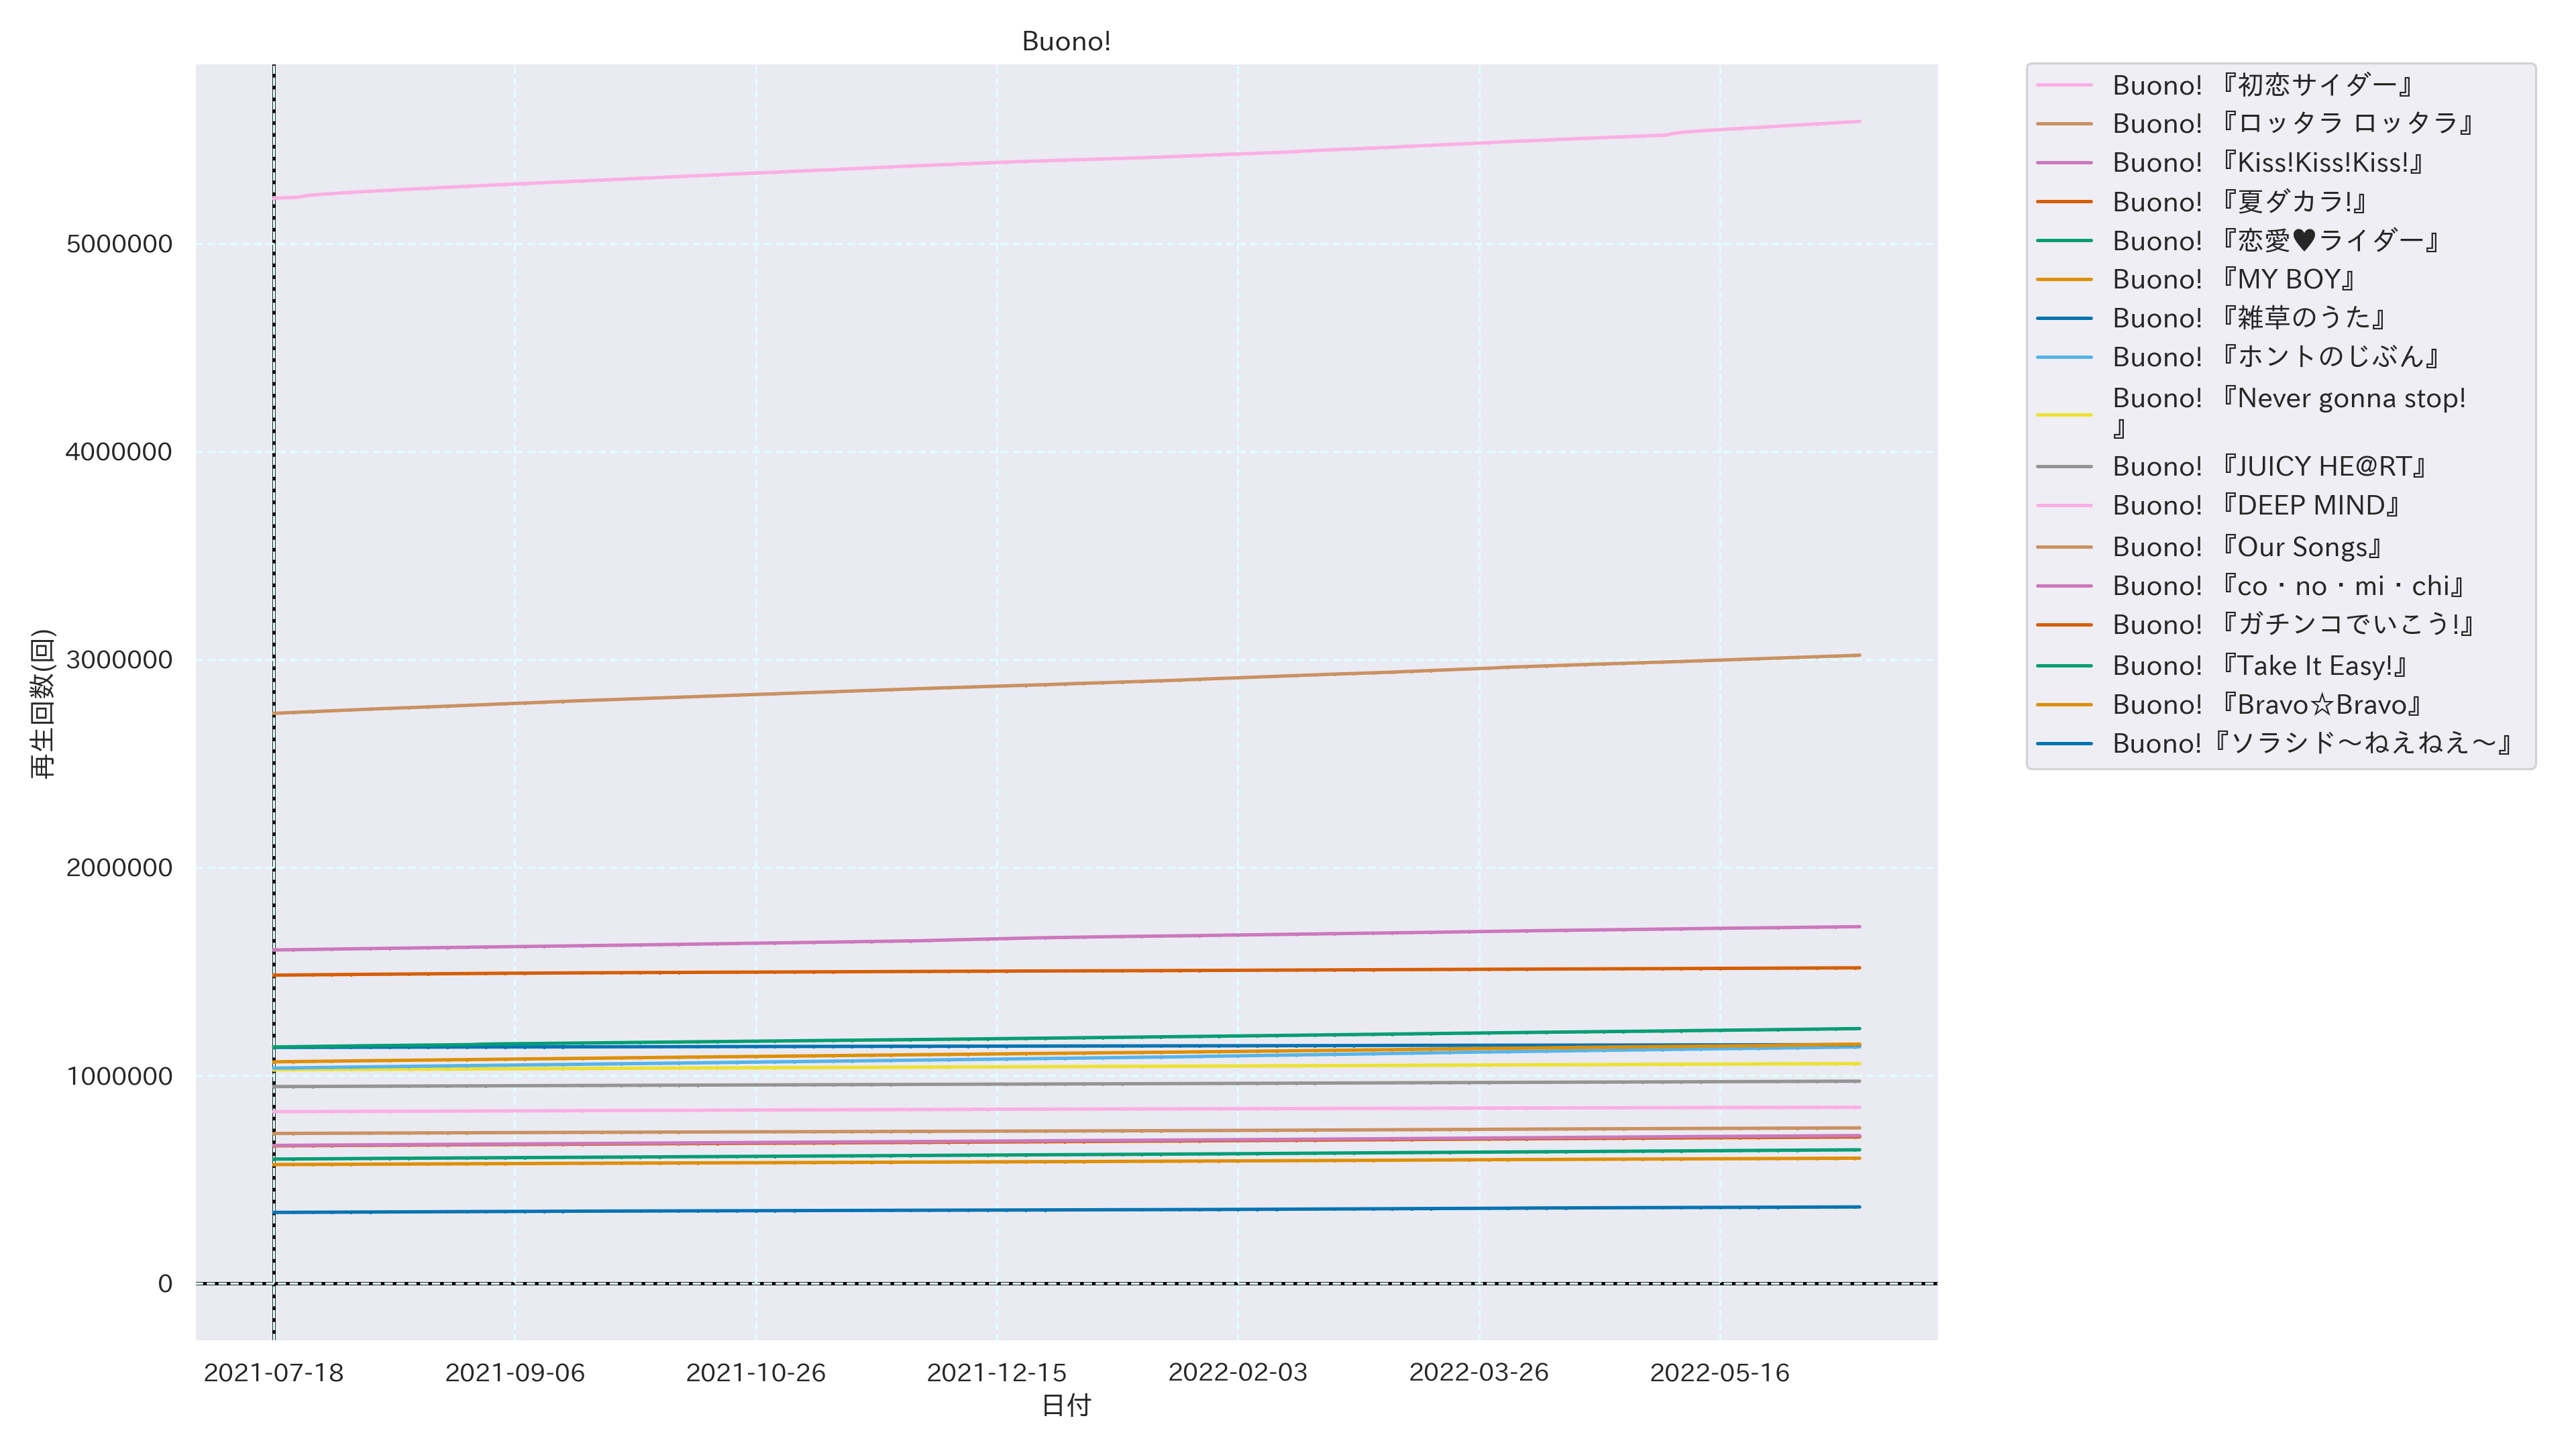 Buono!
再生回数(回)
5000000
4000000
3000000
2000000
1000000
0
2021-07-18
2021-09-06
2021-10-26
2021-12-15
2022-02-03
2022-03-26
2022-05-16
日付
Buono! 『初恋サイダー』
Buono! 『ロッタラ ロッタラ』
Buono! 『Kiss!Kiss!Kiss!』
Buono! 『夏ダカラ!』
Buono! 『恋愛♥ライダー』
Buono! 『MY BOY』
Buono! 『雑草のうた』
Buono! 『ホントのじぶん』
Buono! 『Never gonna stop!
』
Buono! 『JUICY HE@RT』
Buono! 『DEEP MIND』
Buono! 『Our Songs』
Buono! 『co・no・mi・chi』
Buono! 『ガチンコでいこう!』
Buono! 『Take It Easy!』
Buono! 『Bravo☆Bravo』
Buono!『ソラシド～ねえねえ～』